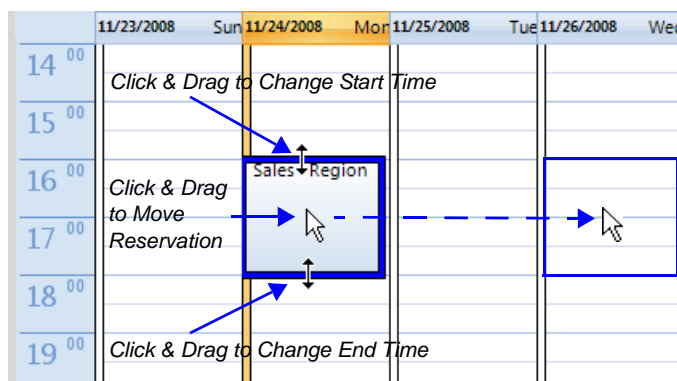 11/23/2008 Sun 11/24/2008 Mon 11/25/2008 Tue 11/26/2008 Wed
14 00
Click & Drag to Change Start Time
15 00
Sales Region
16 00
Click & Drag
to Move
Reservation
17 00
18 00
Click & Drag to Change End Time
19 00